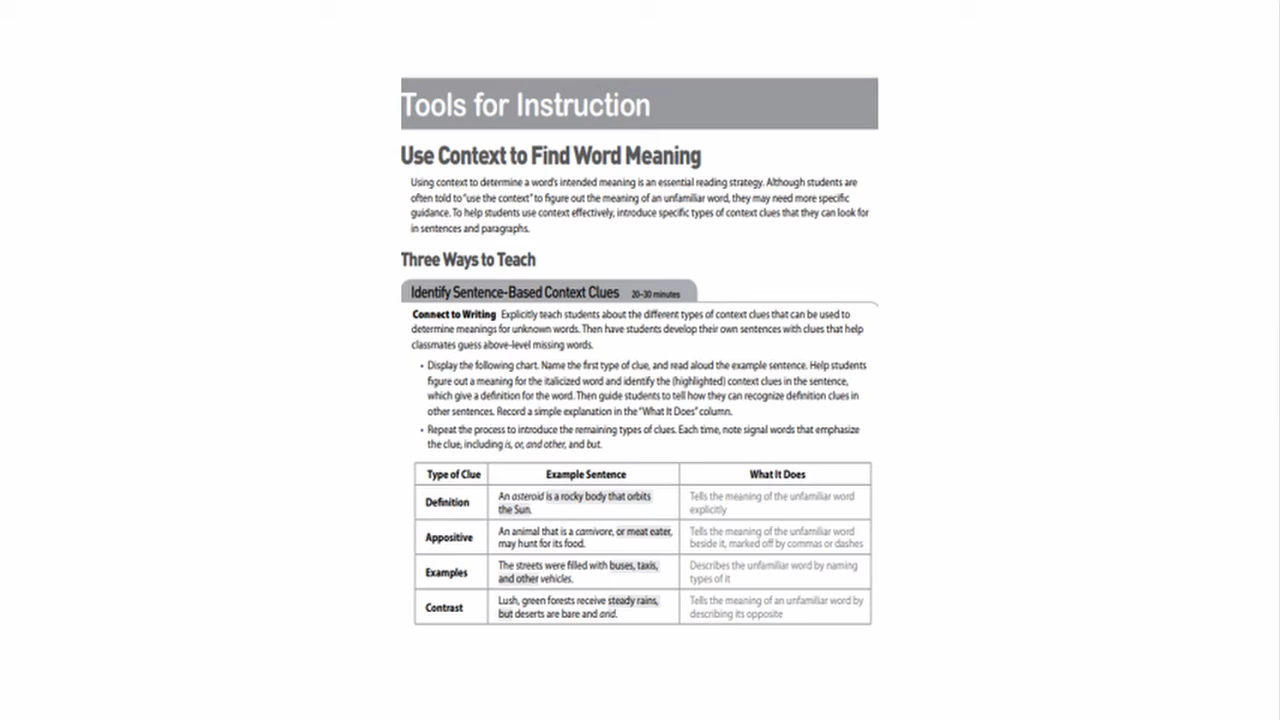 Tools for Instruction
Use Context to Find Word Meaning
Using context to determine a word's intended meaning is an essential reading strategy. Although students are
often told to "use the context" to figure out the meaning of an unfamiliar word, they may need more specific
guidance. To help students use context effectively, introduce specific types of context clues that they can look for
in sentences and paragraphs.
Three Ways to Teach
Identify Sentence-Based Context Clues 20–30 minutes
Connect to Writing Explicitly teach students about the different types of context clues that can be used to
determine meanings for unknown words. Then have students develop their own sentences with clues that help
classmates guess above-level missing words.
• Display the following chart. Name the first type of clue, and read aloud the example sentence. Help students
figure out a meaning for the italicized word and identify the (highlighted) context clues in the sentence,
which give a definition for the word. Then guide students to tell how they can recognize definition clues in
other sentences. Record a simple explanation in the "What It Does" column.
• Repeat the process to introduce the remaining types of clues. Each time, note signal words that emphasize
the clue, including is, or, and other, and but.
Type of Clue Example Sentence What It Does
Definition
An asteroid is a rocky body that orbits
the Sun.
Tells the meaning of the unfamiliar word
explicitly
Appositive
An animal that is a carnivore, or meat eater,
may hunt for its food.
Tells the meaning of the unfamiliar word
beside it, marked off by commas or dashes
Examples
The streets were filled with buses, taxis,
and other vehicles.
Describes the unfamiliar word by naming
types of it
Contrast
Lush, green forests receive steady rains,
but deserts are bare and arid.
Tells the meaning of an unfamiliar word by
describing its opposite